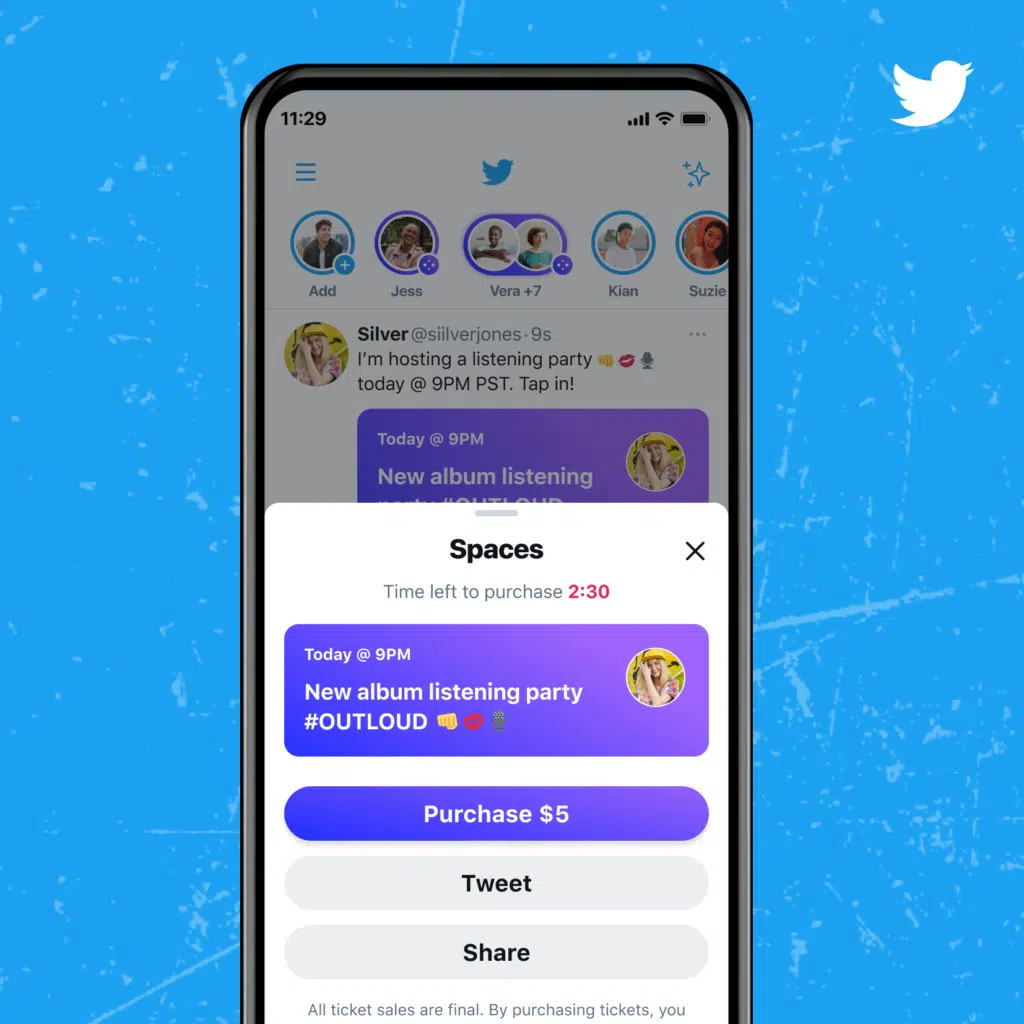 11:29
Add
Jess
Vera +7
Kian
Suzie
Silver @siilverjones · 9s
I'm hosting a listening party 👊💋🎙️
today @ 9PM PST. Tap in!
Today @ 9PM
New album listening
party #OUTLOUD
Spaces
Time left to purchase 2:30
Today @ 9PM
New album listening party
#OUTLOUD 👊💋🎙️
Purchase $5
Tweet
Share
All ticket sales are final. By purchasing tickets, you